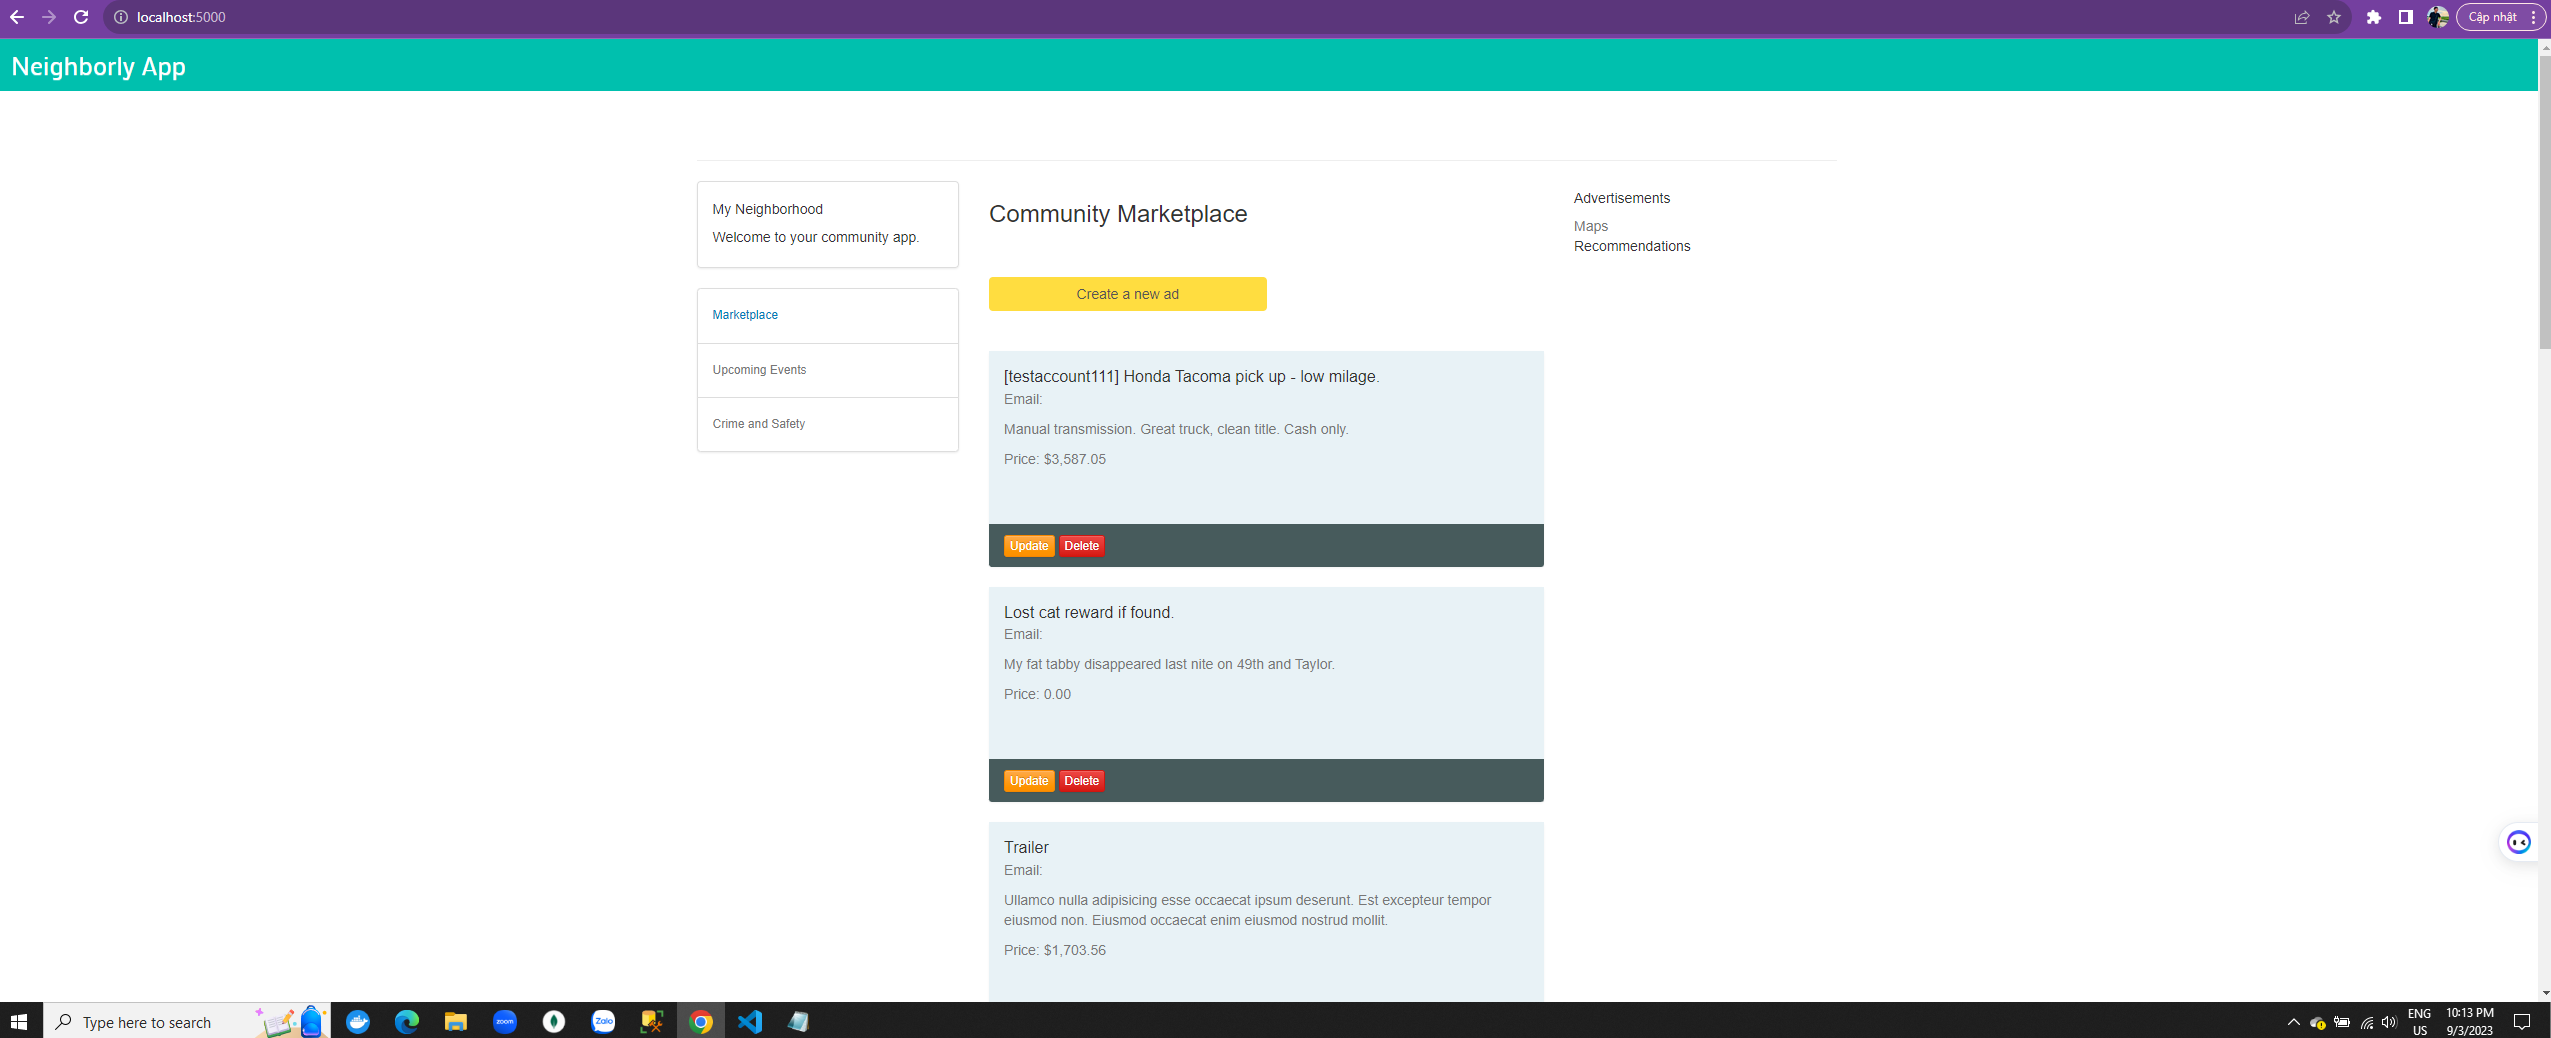 localhost:5000
Cập nhật
Neighborly App
My Neighborhood
Welcome to your community app.
Marketplace
Upcoming Events
Crime and Safety
Community Marketplace
Create a new ad
[testaccount111] Honda Tacoma pick up - low milage.
Email:
Manual transmission. Great truck, clean title. Cash only.
Price: $3,587.05
Update Delete
Lost cat reward if found.
Email:
My fat tabby disappeared last nite on 49th and Taylor.
Price: 0.00
Update Delete
Trailer
Email:
Ullamco nulla adipisicing esse occaecat ipsum deserunt. Est excepteur tempor
eiusmod non. Eiusmod occaecat enim eiusmod nostrud mollit.
Price: $1,703.56
Advertisements
Maps
Recommendations
Type here to search
zoom
Zalo
ENG
US
10:13 PM
9/3/2023